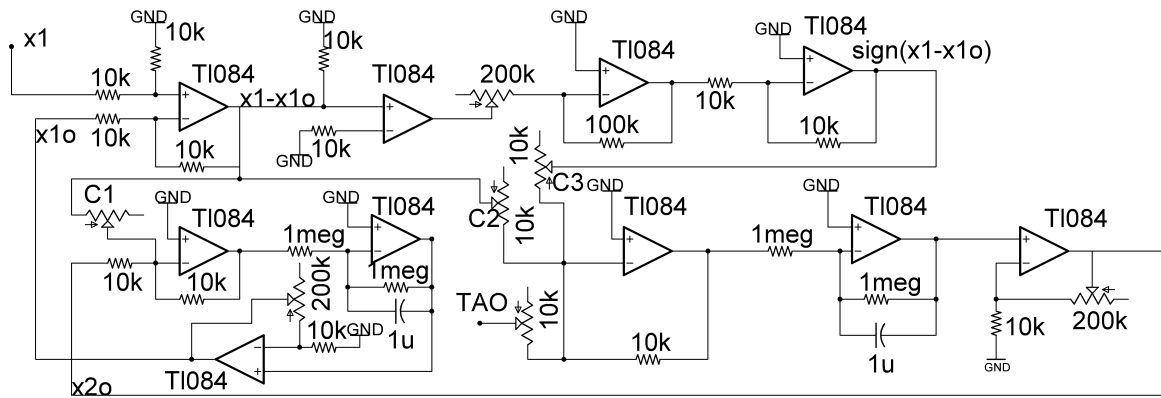 GND
GND
GND
GND
x1
10k
10k
TI084
TI084
TI084
TI084
sign(x1-x1o)
10k
200k
x1-x1o
10k
x1o
10k
GND
10k
100k
10k
10k
10k
C1
GND
TI084
GND
TI084
C2
10k
10k
C3
GND
TI084
GND
TI084
TI084
1meg
1meg
1meg
1meg
10k
10k
200k
10k
GND
1u
TAO
10k
10k
1u
10k
GND
200k
TI084
x2o